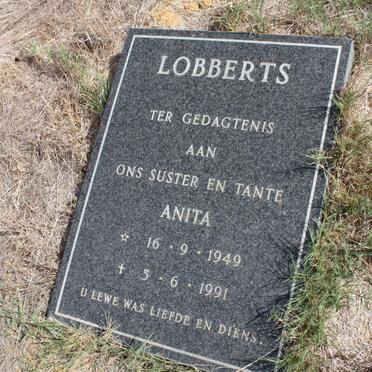 LOBBERTS
TER GEDAGTENIS
AAN
ONS SUSTER EN TANTE
ANITA
☆ 16 · 9 · 1949
† 5 · 6 · 1991
U LEWE WAS LIEFDE EN DIENS.